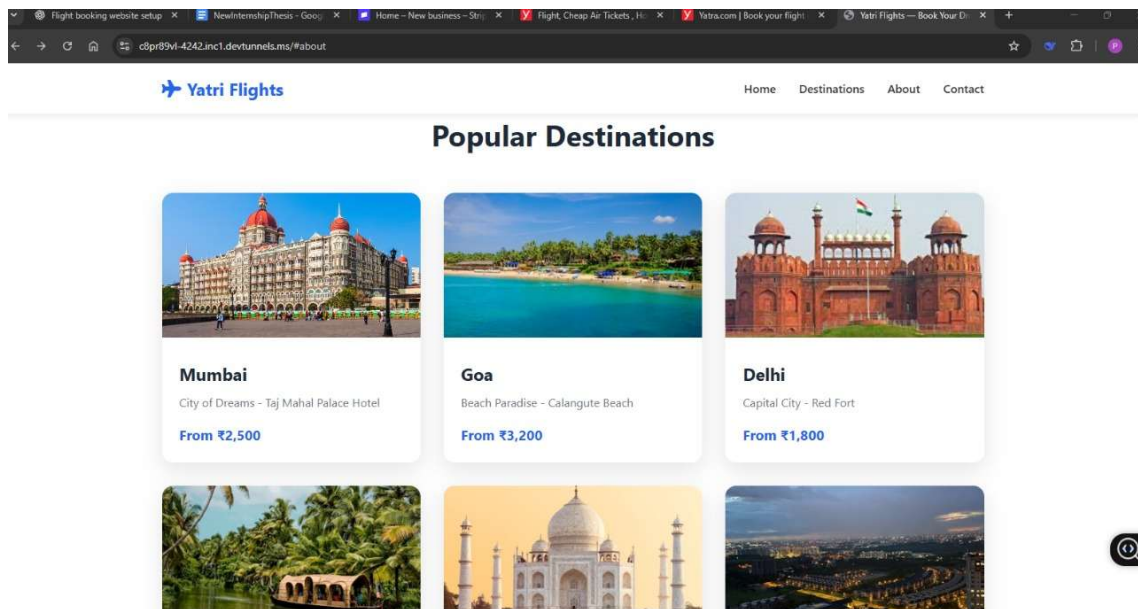 Flight booking website setup
NewInternshipThesis - Goog
Home – New business – Strip
Flight, Cheap Air Tickets , Ho
Yatra.com | Book your flight
Yatri Flights — Book Your Dr
c8pr89vl-4242.inc1.devtunnels.ms/#about
P
Yatri Flights
Home Destinations About Contact
Popular Destinations
Mumbai
City of Dreams - Taj Mahal Palace Hotel
From ₹2,500
Goa
Beach Paradise - Calangute Beach
From ₹3,200
Delhi
Capital City - Red Fort
From ₹1,800